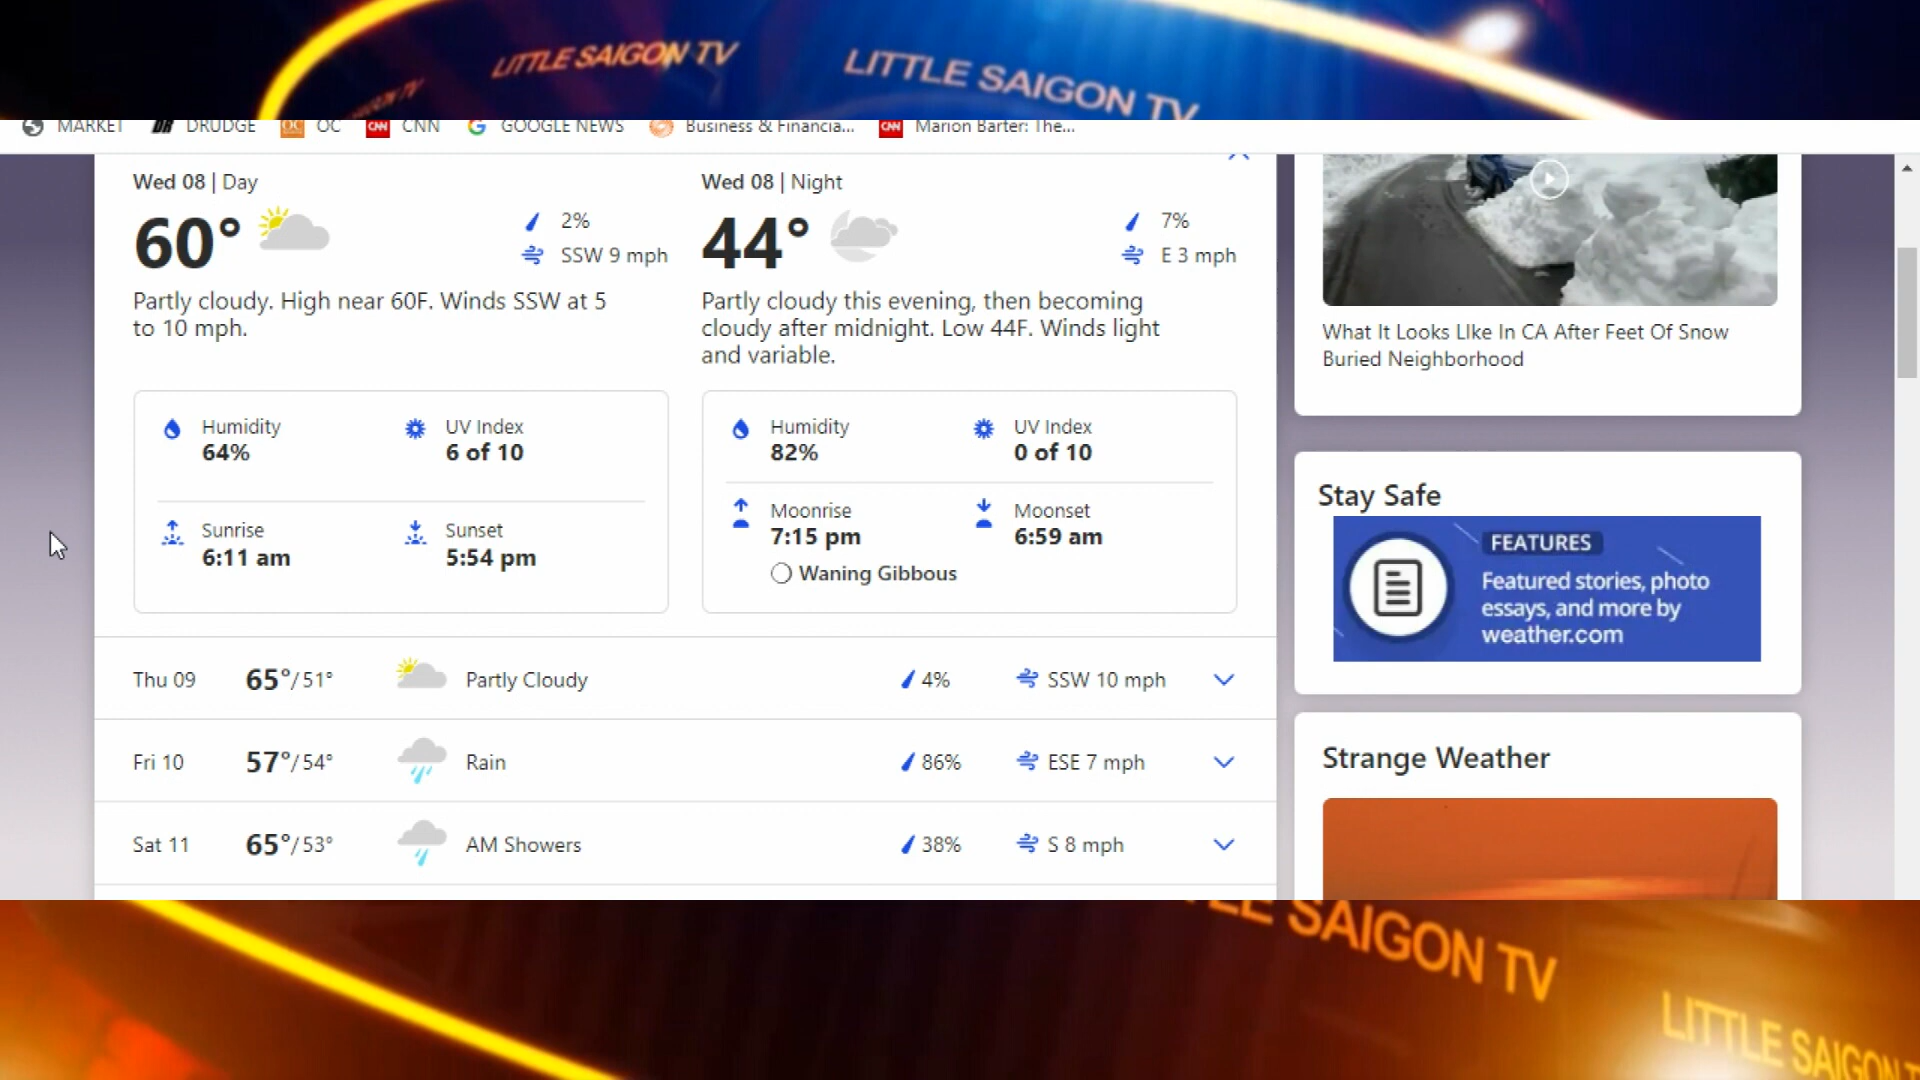 LITTLE SAIGON TV
LITTLE SAIGON TV
MARKET DRUDGE OC OC CNN CNN GOOGLE NEWS Business & Financia... CNN Marion Barter: The...
Wed 08 | Day
60°
2%
SSW 9 mph
Partly cloudy. High near 60F. Winds SSW at 5
to 10 mph.
Humidity
64%
UV Index
6 of 10
Sunrise
6:11 am
Sunset
5:54 pm
Wed 08 | Night
44°
7%
E 3 mph
Partly cloudy this evening, then becoming
cloudy after midnight. Low 44F. Winds light
and variable.
Humidity
82%
UV Index
0 of 10
Moonrise
7:15 pm
Waning Gibbous
Moonset
6:59 am
Thu 09 65°/51° Partly Cloudy 4% SSW 10 mph
Fri 10 57°/54° Rain 86% ESE 7 mph
Sat 11 65°/53° AM Showers 38% S 8 mph
What It Looks LIke In CA After Feet Of Snow
Buried Neighborhood
Stay Safe
FEATURES
Featured stories, photo
essays, and more by
weather.com
Strange Weather
SAIGON TV
LITTLE SAIGON